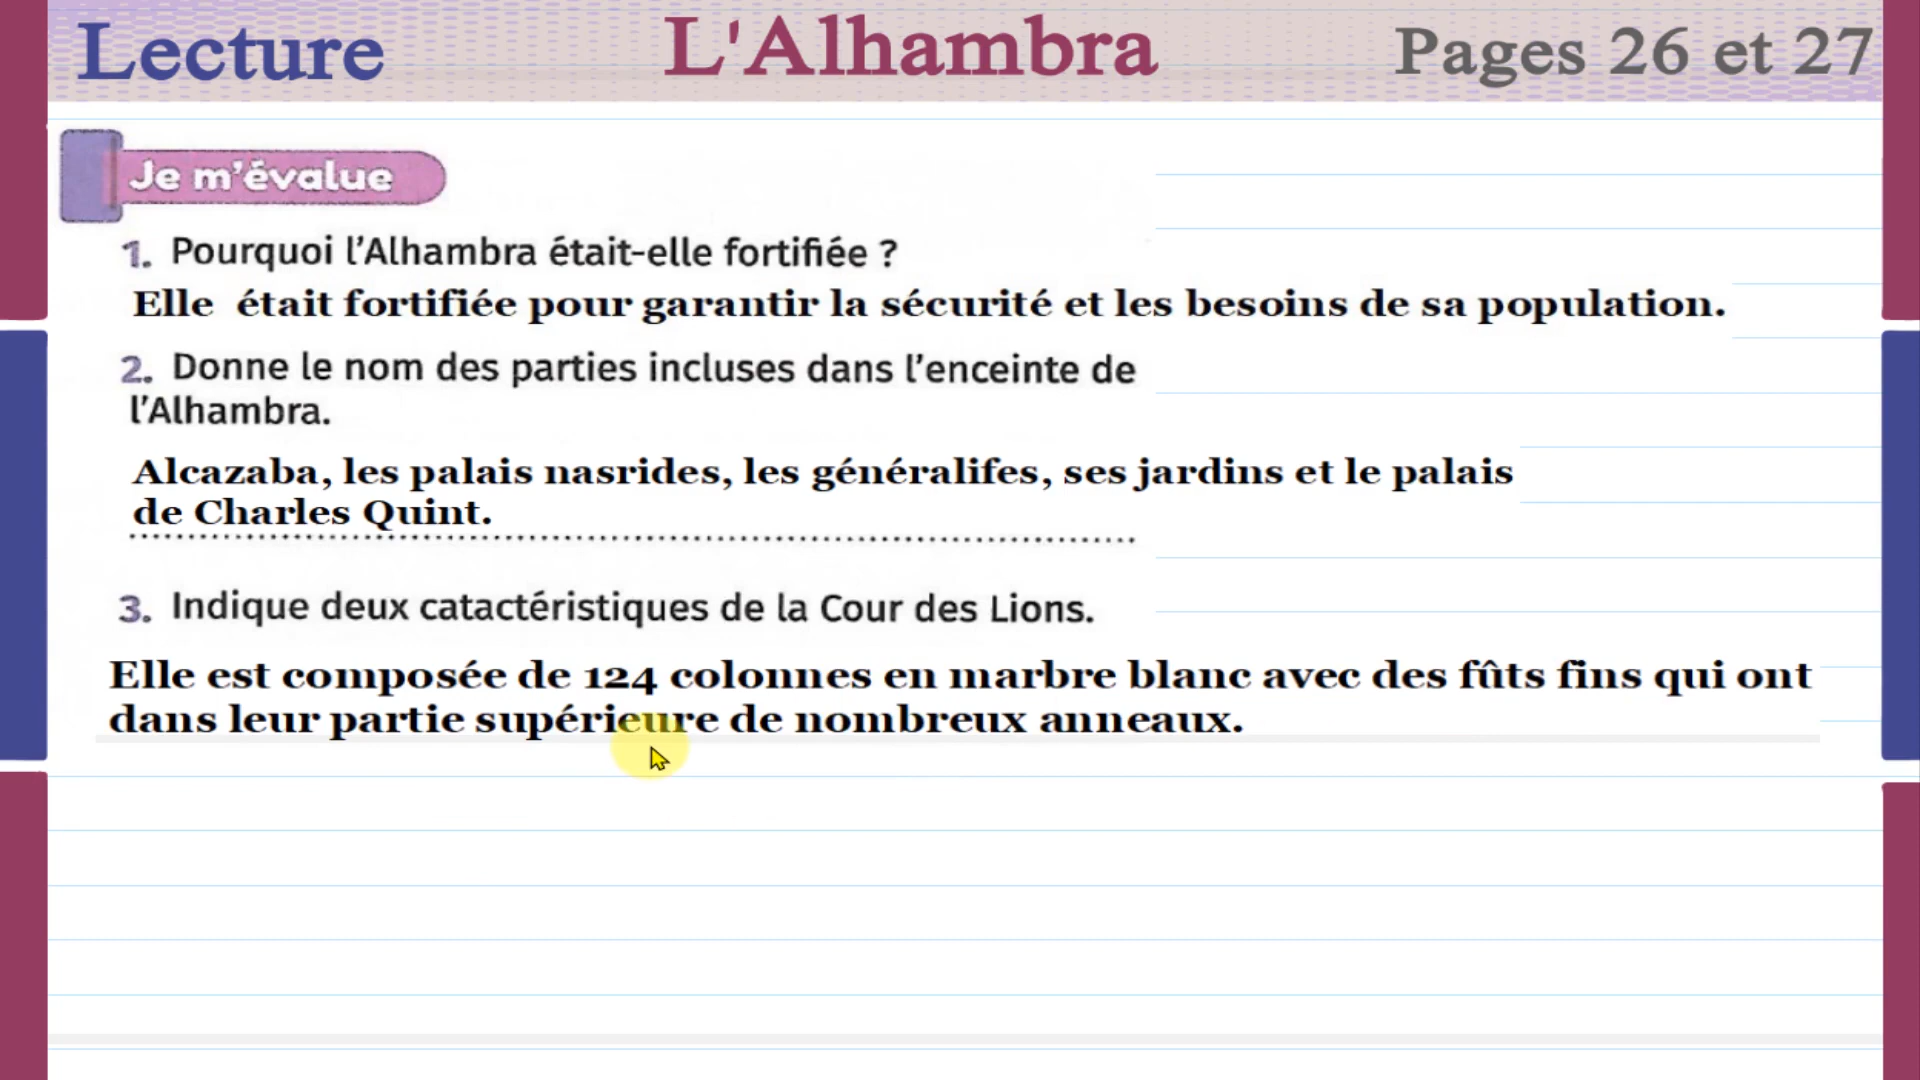 Lecture L'Alhambra Pages 26 et 27
Je m'évalue
1. Pourquoi l'Alhambra était-elle fortifiée ?
Elle était fortifiée pour garantir la sécurité et les besoins de sa population.
2. Donne le nom des parties incluses dans l'enceinte de
l'Alhambra.
Alcazaba, les palais nasrides, les généralifes, ses jardins et le palais
de Charles Quint.
3. Indique deux catactéristiques de la Cour des Lions.
Elle est composée de 124 colonnes en marbre blanc avec des fûts fins qui ont
dans leur partie supérieure de nombreux anneaux.